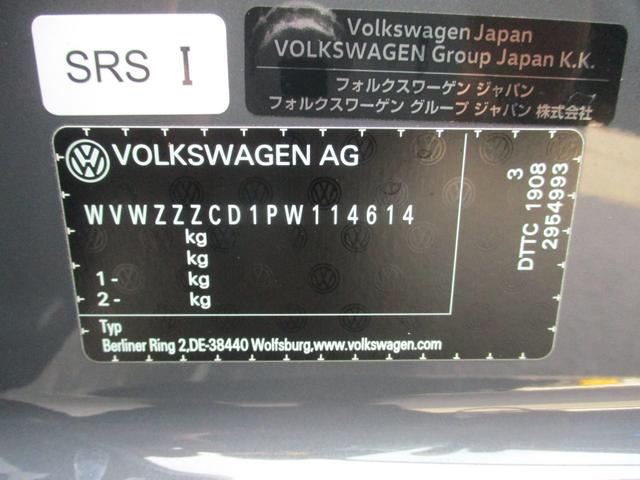 SRS I
Volkswagen Japan
VOLKSWAGEN Group Japan K.K.
フォルクスワーゲン ジャパン
フォルクスワーゲン グループ ジャパン 株式会社
VOLKSWAGEN AG
WVWZZZCD1PW114614
kg
kg
1 - kg
2 - kg
Typ
Berliner Ring 2,DE-38440 Wolfsburg,www.volkswagen.com
3
DTTC 1908
2954993